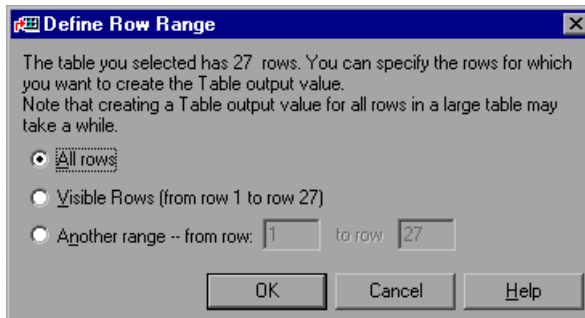 Define Row Range
The table you selected has 27 rows. You can specify the rows for which
you want to create the Table output value.
Note that creating a Table output value for all rows in a large table may
take a while.
All rows
Visible Rows (from row 1 to row 27)
Another range -- from row: 1 to row 27
OK Cancel Help